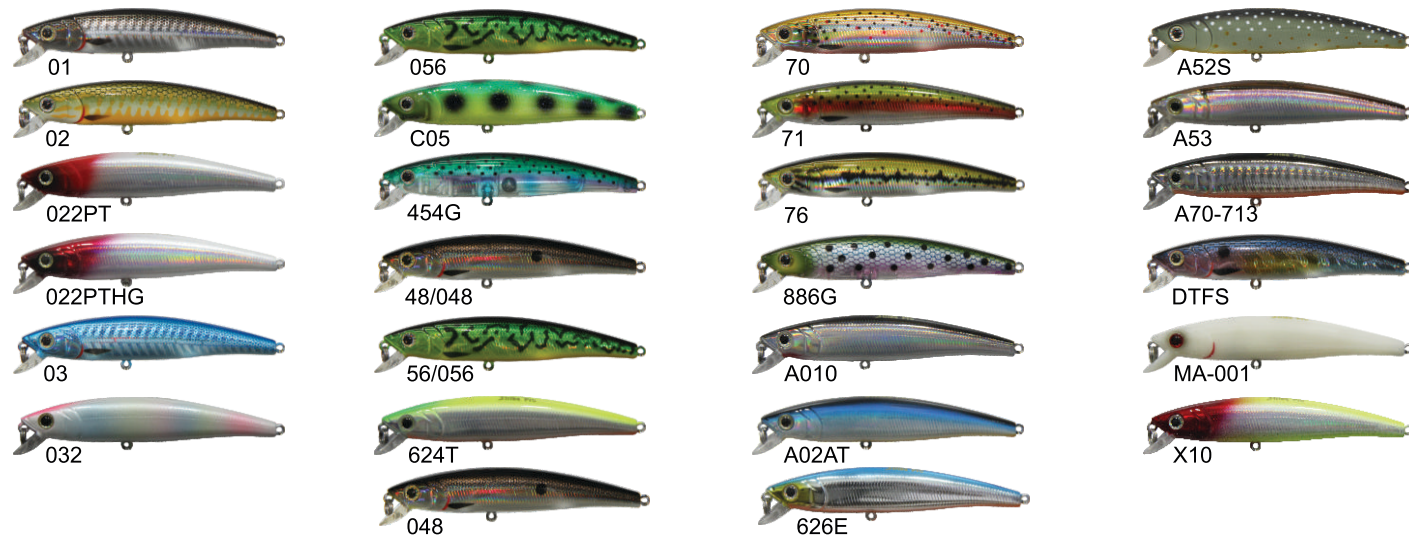 01
02
022PT
022PTHG
03
032
056
C05
454G
48/048
56/056
624T
048
70
71
76
886G
A010
A02AT
626E
A52S
A53
A70-713
DTFS
MA-001
X10